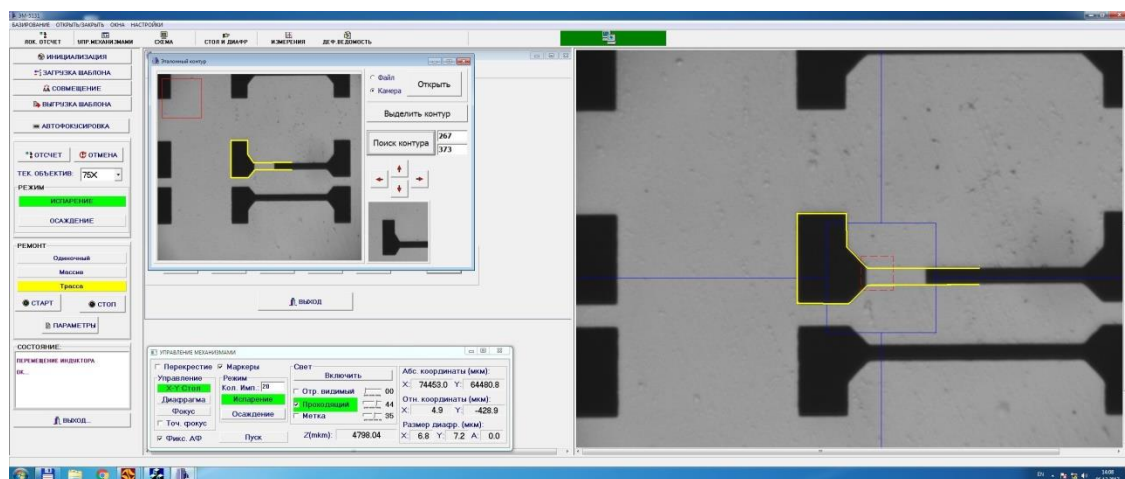 ЭМ-5131
БАЗИРОВАНИЕ ОТКРЫТЬ/ЗАКРЫТЬ ОКНА НАСТРОЙКИ
ЛОК. ОТСЧЕТ УПР.МЕХАНИЗМАМИ СХЕМА СТОЛ И ДИАФР ИЗМЕРЕНИЯ ДЕФ.ВЕДОМОСТЬ
ИНИЦИАЛИЗАЦИЯ
ЗАГРУЗКА ШАБЛОНА
СОВМЕЩЕНИЕ
ВЫГРУЗКА ШАБЛОНА
АВТОФОКУСИРОВКА
ОТСЧЕТ ОТМЕНА
ТЕК. ОБЪЕКТИВ: 75X
РЕЖИМ
ИСПАРЕНИЕ
ОСАЖДЕНИЕ
РЕМОНТ
Одиночный
Массив
Трасса
СТАРТ СТОП
ПАРАМЕТРЫ
СОСТОЯНИЕ:
ПЕРЕМЕЩЕНИЕ ИНДУКТОРА
ОК...
ВЫХОД...
Эталонный контур
Файл
Камера
Открыть
Выделить контур
Поиск контура
267
373
ВЫХОД
УПРАВЛЕНИЕ МЕХАНИЗМАМИ
Перекрестие Маркеры
Управление
X-Y Стол
Диафрагма
Фокус
Точ. фокус
Фикс. АФ
Режим
Кол. Имп. 20
Испарение
Осаждение
Пуск
Свет
Включить
Отр. видимый 00
Проходящий 44
Метка 35
Z(mkm): 4798.04
Абс. координаты (мкм):
X: 74453.0 Y: 64480.8
Отн. координаты (мкм):
X: 4.9 Y: -428.9
Размер диафр. (мкм):
X: 6.8 Y: 7.2 A: 0.0
EN